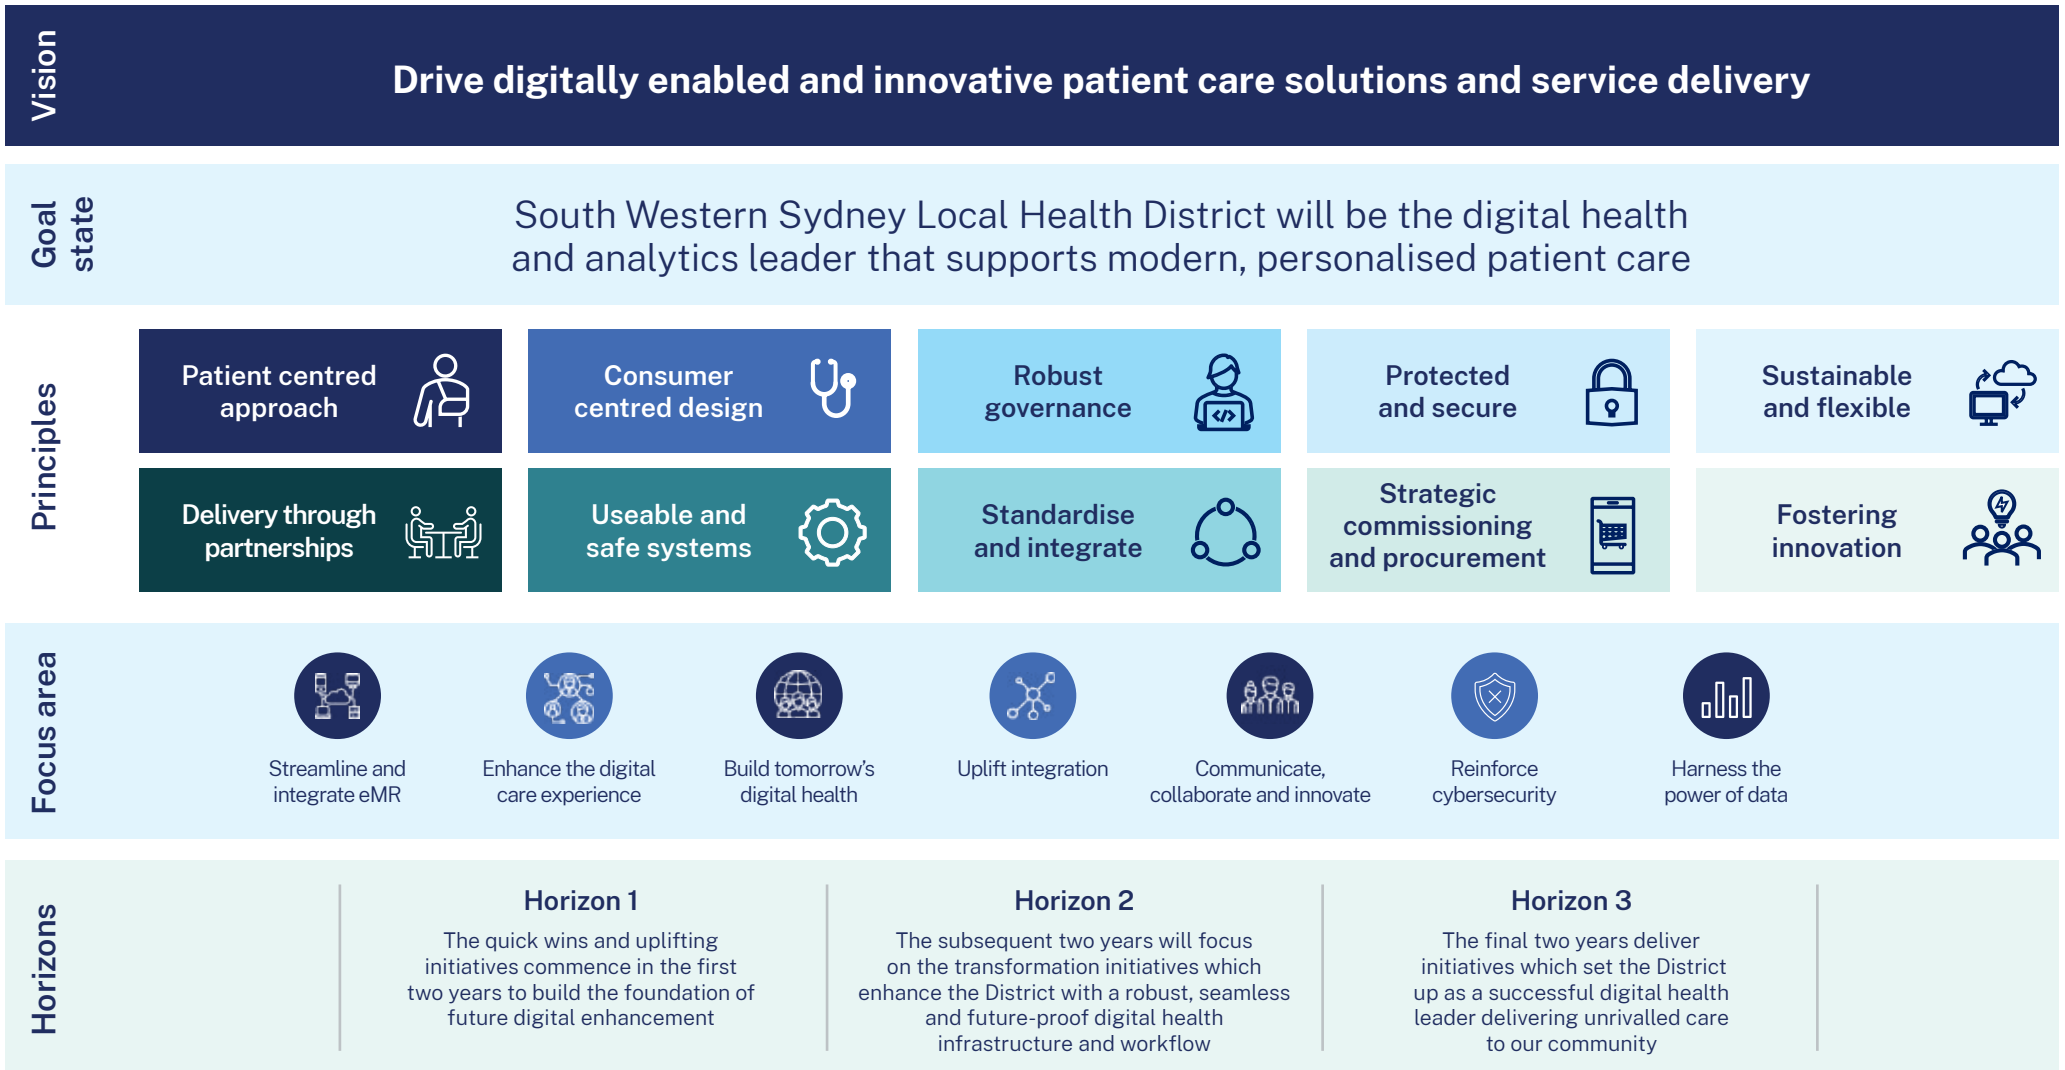 Vision
Drive digitally enabled and innovative patient care solutions and service delivery
Goal
state
South Western Sydney Local Health District will be the digital health
and analytics leader that supports modern, personalised patient care
Principles
Patient centred
approach
Consumer
centred design
Robust
governance
</>
Protected
and secure
Sustainable
and flexible
Delivery through
partnerships
Useable and
safe systems
Standardise
and integrate
Strategic
commissioning
and procurement
Fostering
innovation
Focus area
Streamline and
integrate eMR
Enhance the digital
care experience
Build tomorrow’s
digital health
Uplift integration
Communicate,
collaborate and innovate
Reinforce
cybersecurity
Harness the
power of data
Horizons
Horizon 1
The quick wins and uplifting
initiatives commence in the first
two years to build the foundation of
future digital enhancement
Horizon 2
The subsequent two years will focus
on the transformation initiatives which
enhance the District with a robust, seamless
and future-proof digital health
infrastructure and workflow
Horizon 3
The final two years deliver
initiatives which set the District
up as a successful digital health
leader delivering unrivalled care
to our community